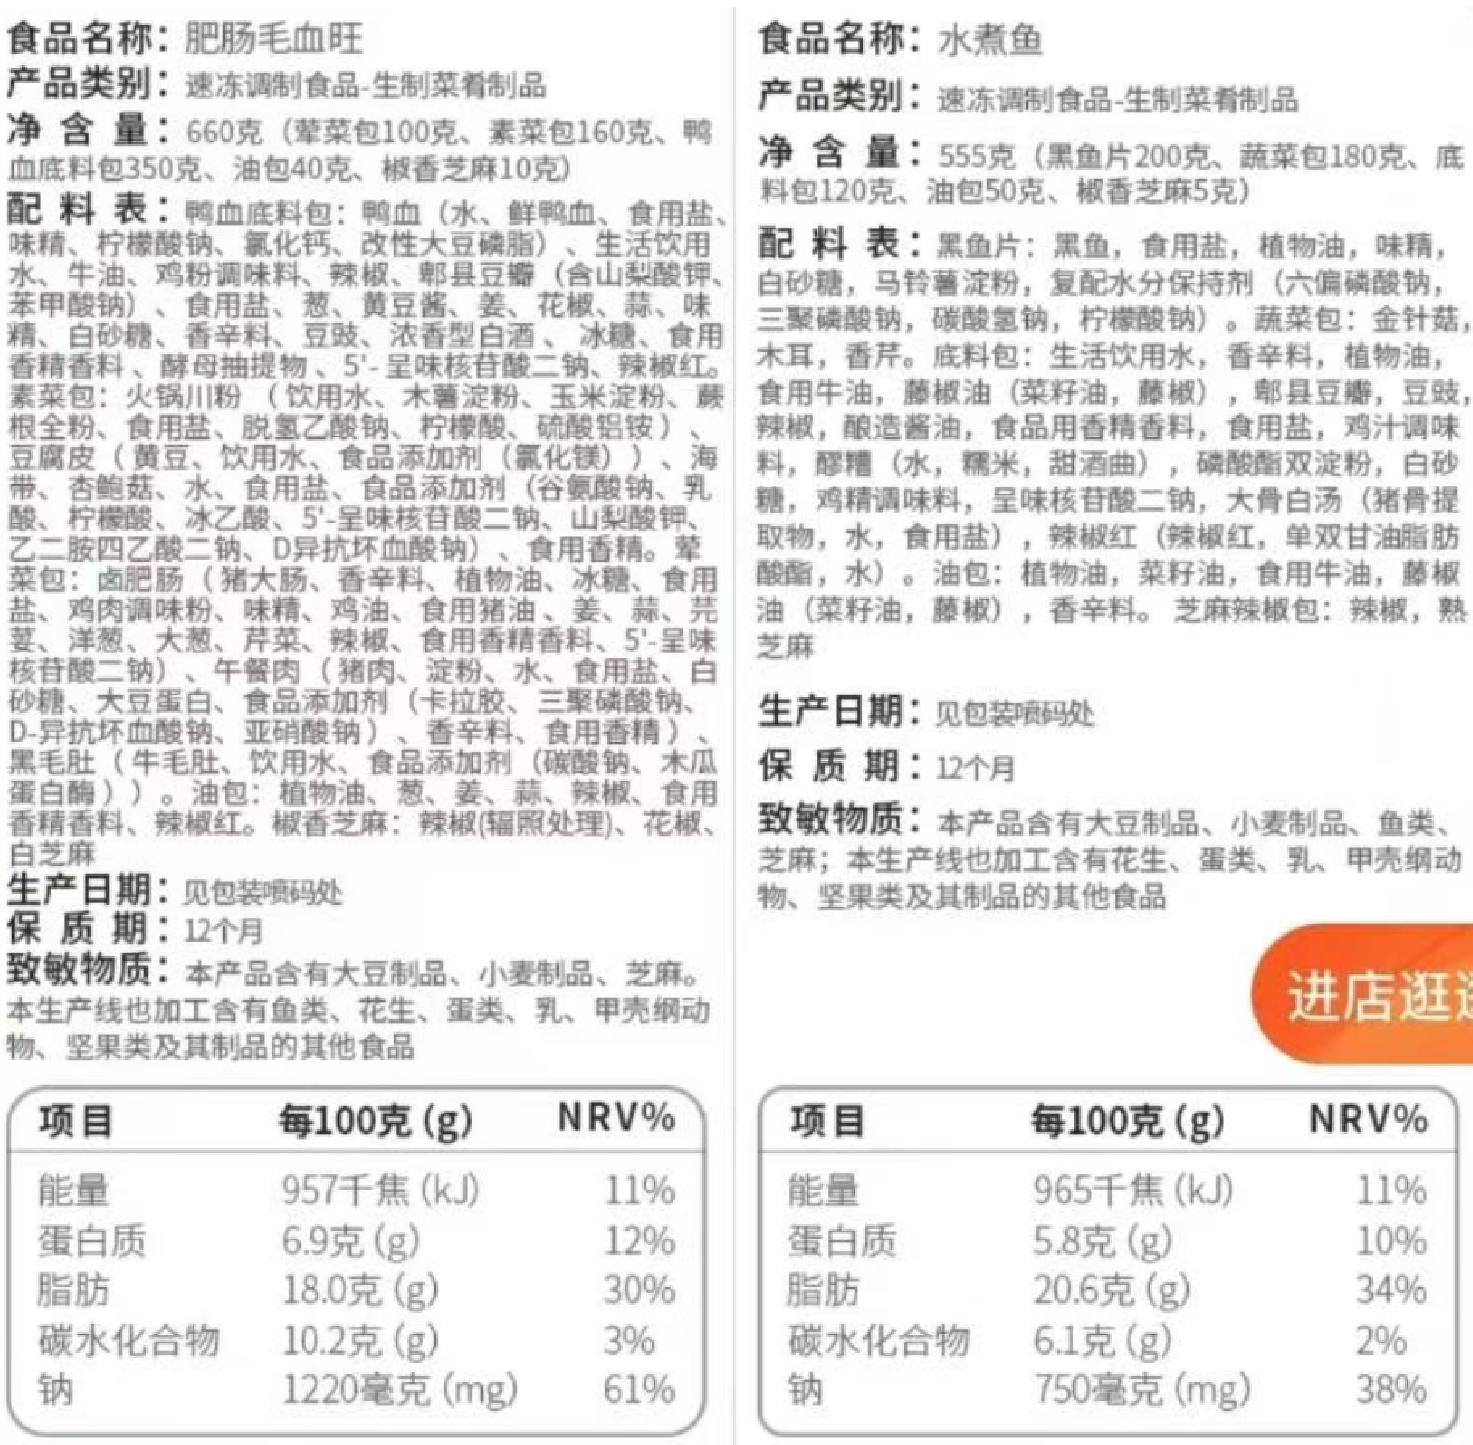 食品名称：肥肠毛血旺
产品类别：速冻调制食品-生制菜肴制品
净 含 量：660克（荤菜包100克、素菜包160克、鸭
血底料包350克、油包40克、椒香芝麻10克）
配 料 表：鸭血底料包：鸭血（水、鲜鸭血、食用盐、
味精、柠檬酸钠、氯化钙、改性大豆磷脂）、生活饮用
水、牛油、鸡粉调味料、辣椒、郫县豆瓣（含山梨酸钾、
苯甲酸钠）、食用盐、葱、黄豆酱、姜、花椒、蒜、味
精、白砂糖、香辛料、豆豉、浓香型白酒、冰糖、食用
香精香料、酵母抽提物、5'-呈味核苷酸二钠、辣椒红。
素菜包：火锅川粉（饮用水、木薯淀粉、玉米淀粉、蕨
根全粉、食用盐、脱氢乙酸钠、柠檬酸、硫酸铝铵）、
豆腐皮（黄豆、饮用水、食品添加剂（氯化镁））、海
带、杏鲍菇、水、食用盐、食品添加剂（谷氨酸钠、乳
酸、柠檬酸、冰乙酸、5'-呈味核苷酸二钠、山梨酸钾、
乙二胺四乙酸二钠、D异抗坏血酸钠）、食用香精。荤
菜包：卤肥肠（猪大肠、香辛料、植物油、冰糖、食用
盐、鸡肉调味粉、味精、鸡油、食用猪油、姜、蒜、芫
荽、洋葱、大葱、芹菜、辣椒、食用香精香料、5'-呈味
核苷酸二钠）、午餐肉（猪肉、淀粉、水、食用盐、白
砂糖、大豆蛋白、食品添加剂（卡拉胶、三聚磷酸钠、
D-异抗坏血酸钠、亚硝酸钠）、香辛料、食用香精）、
黑毛肚（牛毛肚、饮用水、食品添加剂（碳酸钠、木瓜
蛋白酶））。油包：植物油、葱、姜、蒜、辣椒、食用
香精香料、辣椒红。椒香芝麻：辣椒(辐照处理)、花椒、
白芝麻
生产日期：见包装喷码处
保 质 期：12个月
致敏物质：本产品含有大豆制品、小麦制品、芝麻。
本生产线也加工含有鱼类、花生、蛋类、乳、甲壳纲动
物、坚果类及其制品的其他食品
项目 每100克(g) NRV%
能量 957千焦(kJ) 11%
蛋白质 6.9克(g) 12%
脂肪 18.0克(g) 30%
碳水化合物 10.2克(g) 3%
钠 1220毫克(mg) 61%
食品名称：水煮鱼
产品类别：速冻调制食品-生制菜肴制品
净 含 量：555克（黑鱼片200克、蔬菜包180克、底
料包120克、油包50克、椒香芝麻5克）
配 料 表：黑鱼片：黑鱼，食用盐，植物油，味精，
白砂糖，马铃薯淀粉，复配水分保持剂（六偏磷酸钠，
三聚磷酸钠，碳酸氢钠，柠檬酸钠）。蔬菜包：金针菇，
木耳，香芹。底料包：生活饮用水，香辛料，植物油，
食用牛油，藤椒油（菜籽油，藤椒），郫县豆瓣，豆豉，
辣椒，酿造酱油，食品用香精香料，食用盐，鸡汁调味
料，醪糟（水，糯米，甜酒曲），磷酸酯双淀粉，白砂
糖，鸡精调味料，呈味核苷酸二钠，大骨白汤（猪骨提
取物，水，食用盐），辣椒红（辣椒红，单双甘油脂肪
酸酯，水）。油包：植物油，菜籽油，食用牛油，藤椒
油（菜籽油，藤椒），香辛料。 芝麻辣椒包：辣椒，熟
芝麻
生产日期：见包装喷码处
保 质 期：12个月
致敏物质：本产品含有大豆制品、小麦制品、鱼类、
芝麻；本生产线也加工含有花生、蛋类、乳、甲壳纲动
物、坚果类及其制品的其他食品
进店逛逛
项目 每100克(g) NRV%
能量 965千焦(kJ) 11%
蛋白质 5.8克(g) 10%
脂肪 20.6克(g) 34%
碳水化合物 6.1克(g) 2%
钠 750毫克(mg) 38%